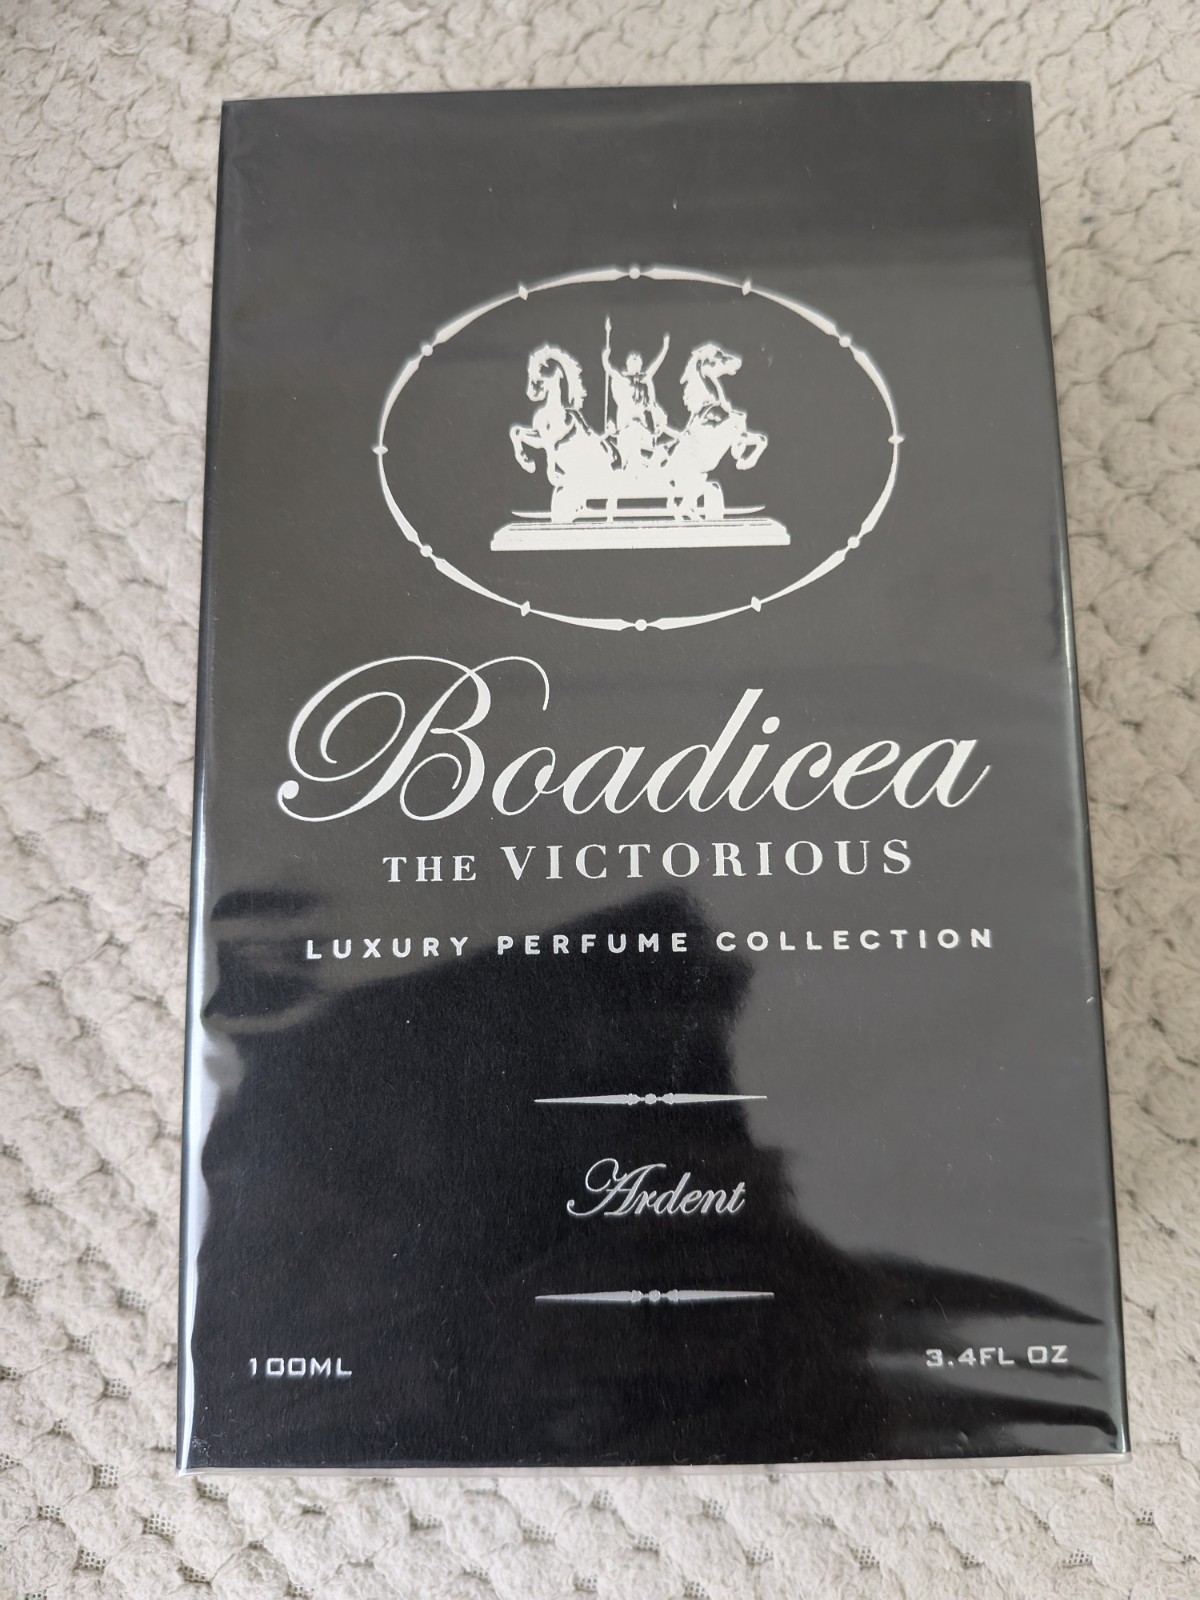 Boadicea
THE VICTORIOUS
LUXURY PERFUME COLLECTION
Ardent
100ML
3.4FL OZ